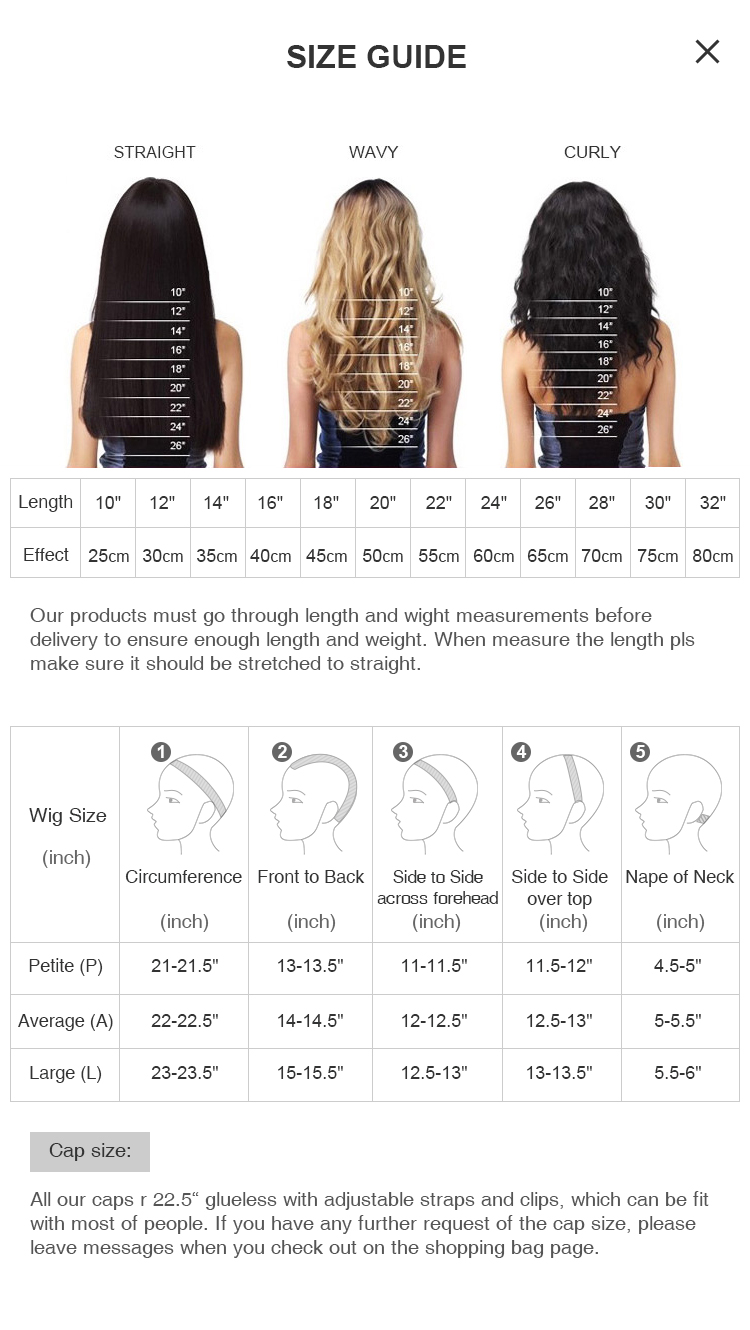 SIZE GUIDE
STRAIGHT WAVY CURLY
10" 10" 10"
12" 12" 12"
14" 14" 14"
16" 16" 16"
18" 18" 18"
20" 20" 20"
22" 22" 22"
24" 24" 24"
26" 26" 26"
Length 10" 12" 14" 16" 18" 20" 22" 24" 26" 28" 30" 32"
Effect 25cm 30cm 35cm 40cm 45cm 50cm 55cm 60cm 65cm 70cm 75cm 80cm
Our products must go through length and wight measurements before
delivery to ensure enough length and weight. When measure the length pls
make sure it should be stretched to straight.
Wig Size
(inch)
1 2 3 4 5
Circumference Front to Back Side to Side Side to Side Nape of Neck
across forehead over top
(inch) (inch) (inch) (inch) (inch)
Petite (P) 21-21.5" 13-13.5" 11-11.5" 11.5-12" 4.5-5"
Average (A) 22-22.5" 14-14.5" 12-12.5" 12.5-13" 5-5.5"
Large (L) 23-23.5" 15-15.5" 12.5-13" 13-13.5" 5.5-6"
Cap size:
All our caps r 22.5“ glueless with adjustable straps and clips, which can be fit
with most of people. If you have any further request of the cap size, please
leave messages when you check out on the shopping bag page.